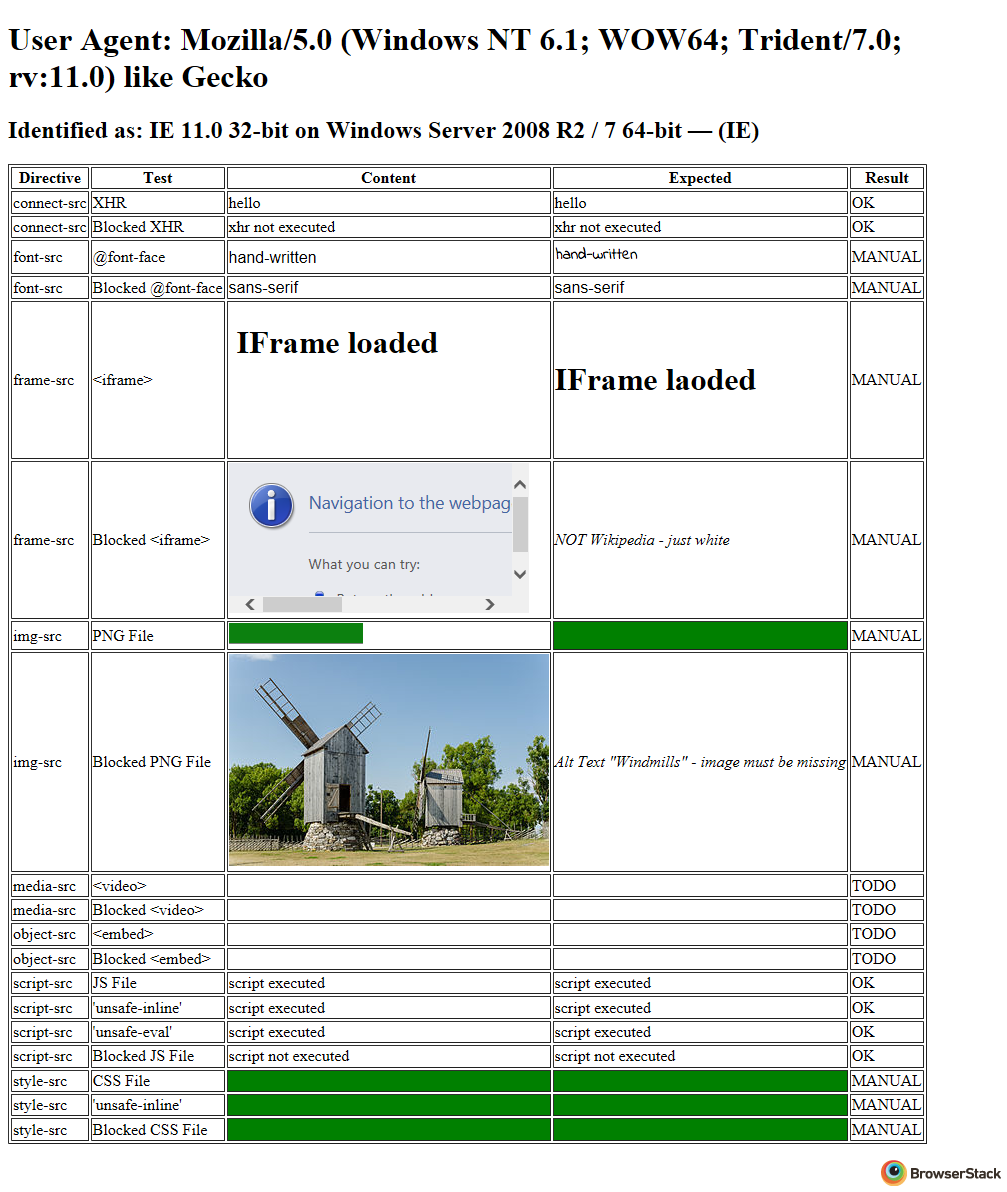 User Agent: Mozilla/5.0 (Windows NT 6.1; WOW64; Trident/7.0;
rv:11.0) like Gecko
Identified as: IE 11.0 32-bit on Windows Server 2008 R2 / 7 64-bit — (IE)
Directive Test Content Expected Result
connect-src XHR hello hello OK
connect-src Blocked XHR xhr not executed xhr not executed OK
font-src @font-face hand-written hand-written MANUAL
font-src Blocked @font-face sans-serif sans-serif MANUAL
IFrame loaded
frame-src <iframe> IFrame laoded MANUAL
Navigation to the webpag
frame-src Blocked <iframe> NOT Wikipedia - just white MANUAL
What you can try:
img-src PNG File MANUAL
img-src Blocked PNG File Alt Text "Windmills" - image must be missing MANUAL
media-src <video> TODO
media-src Blocked <video> TODO
object-src <embed> TODO
object-src Blocked <embed> TODO
script-src JS File script executed script executed OK
script-src 'unsafe-inline' script executed script executed OK
script-src 'unsafe-eval' script executed script executed OK
script-src Blocked JS File script not executed script not executed OK
style-src CSS File MANUAL
style-src 'unsafe-inline' MANUAL
style-src Blocked CSS File MANUAL
BrowserStack